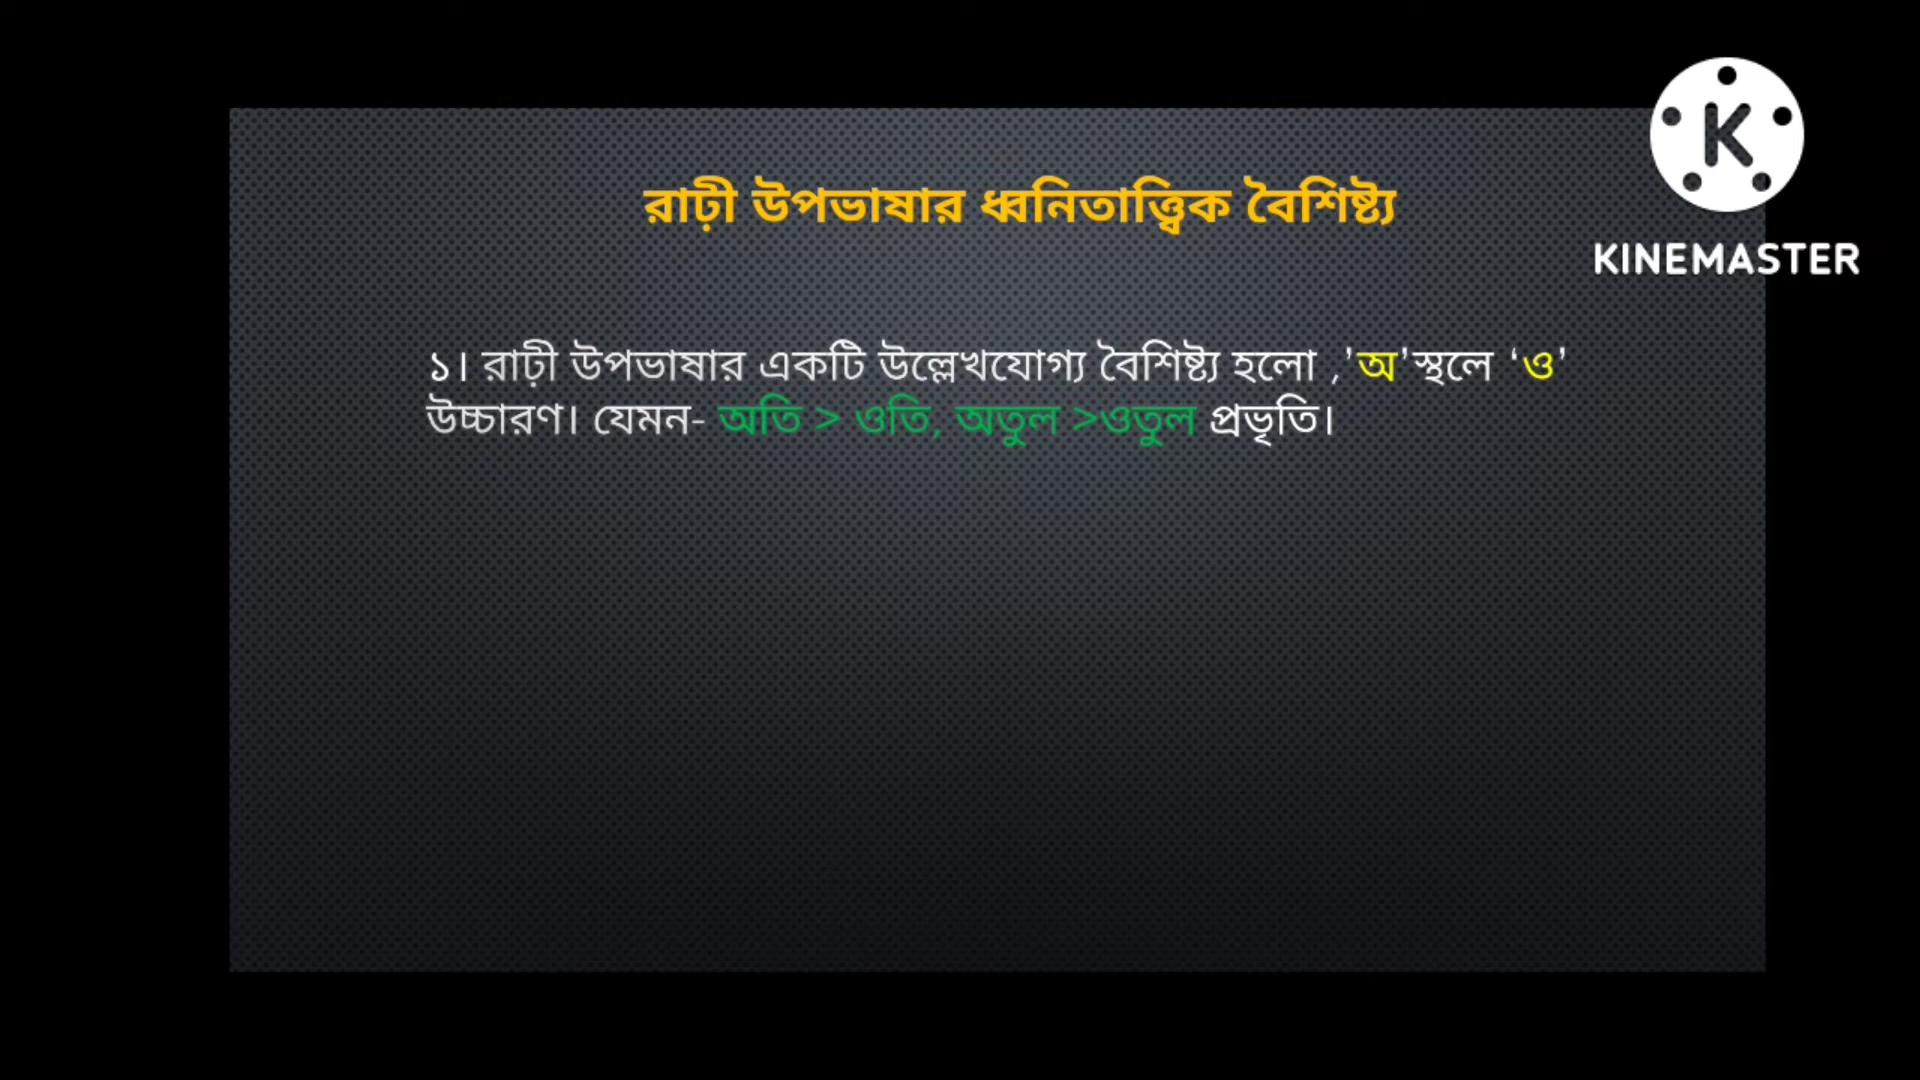 K
KINEMASTER
রাঢ়ী উপভাষার ধ্বনিতাত্ত্বিক বৈশিষ্ট্য
১। রাঢ়ী উপভাষার একটি উল্লেখযোগ্য বৈশিষ্ট্য হলো ,’অ’স্থলে ‘ও’
উচ্চারণ। যেমন- অতি > ওতি, অতুল >ওতুল প্রভৃতি।